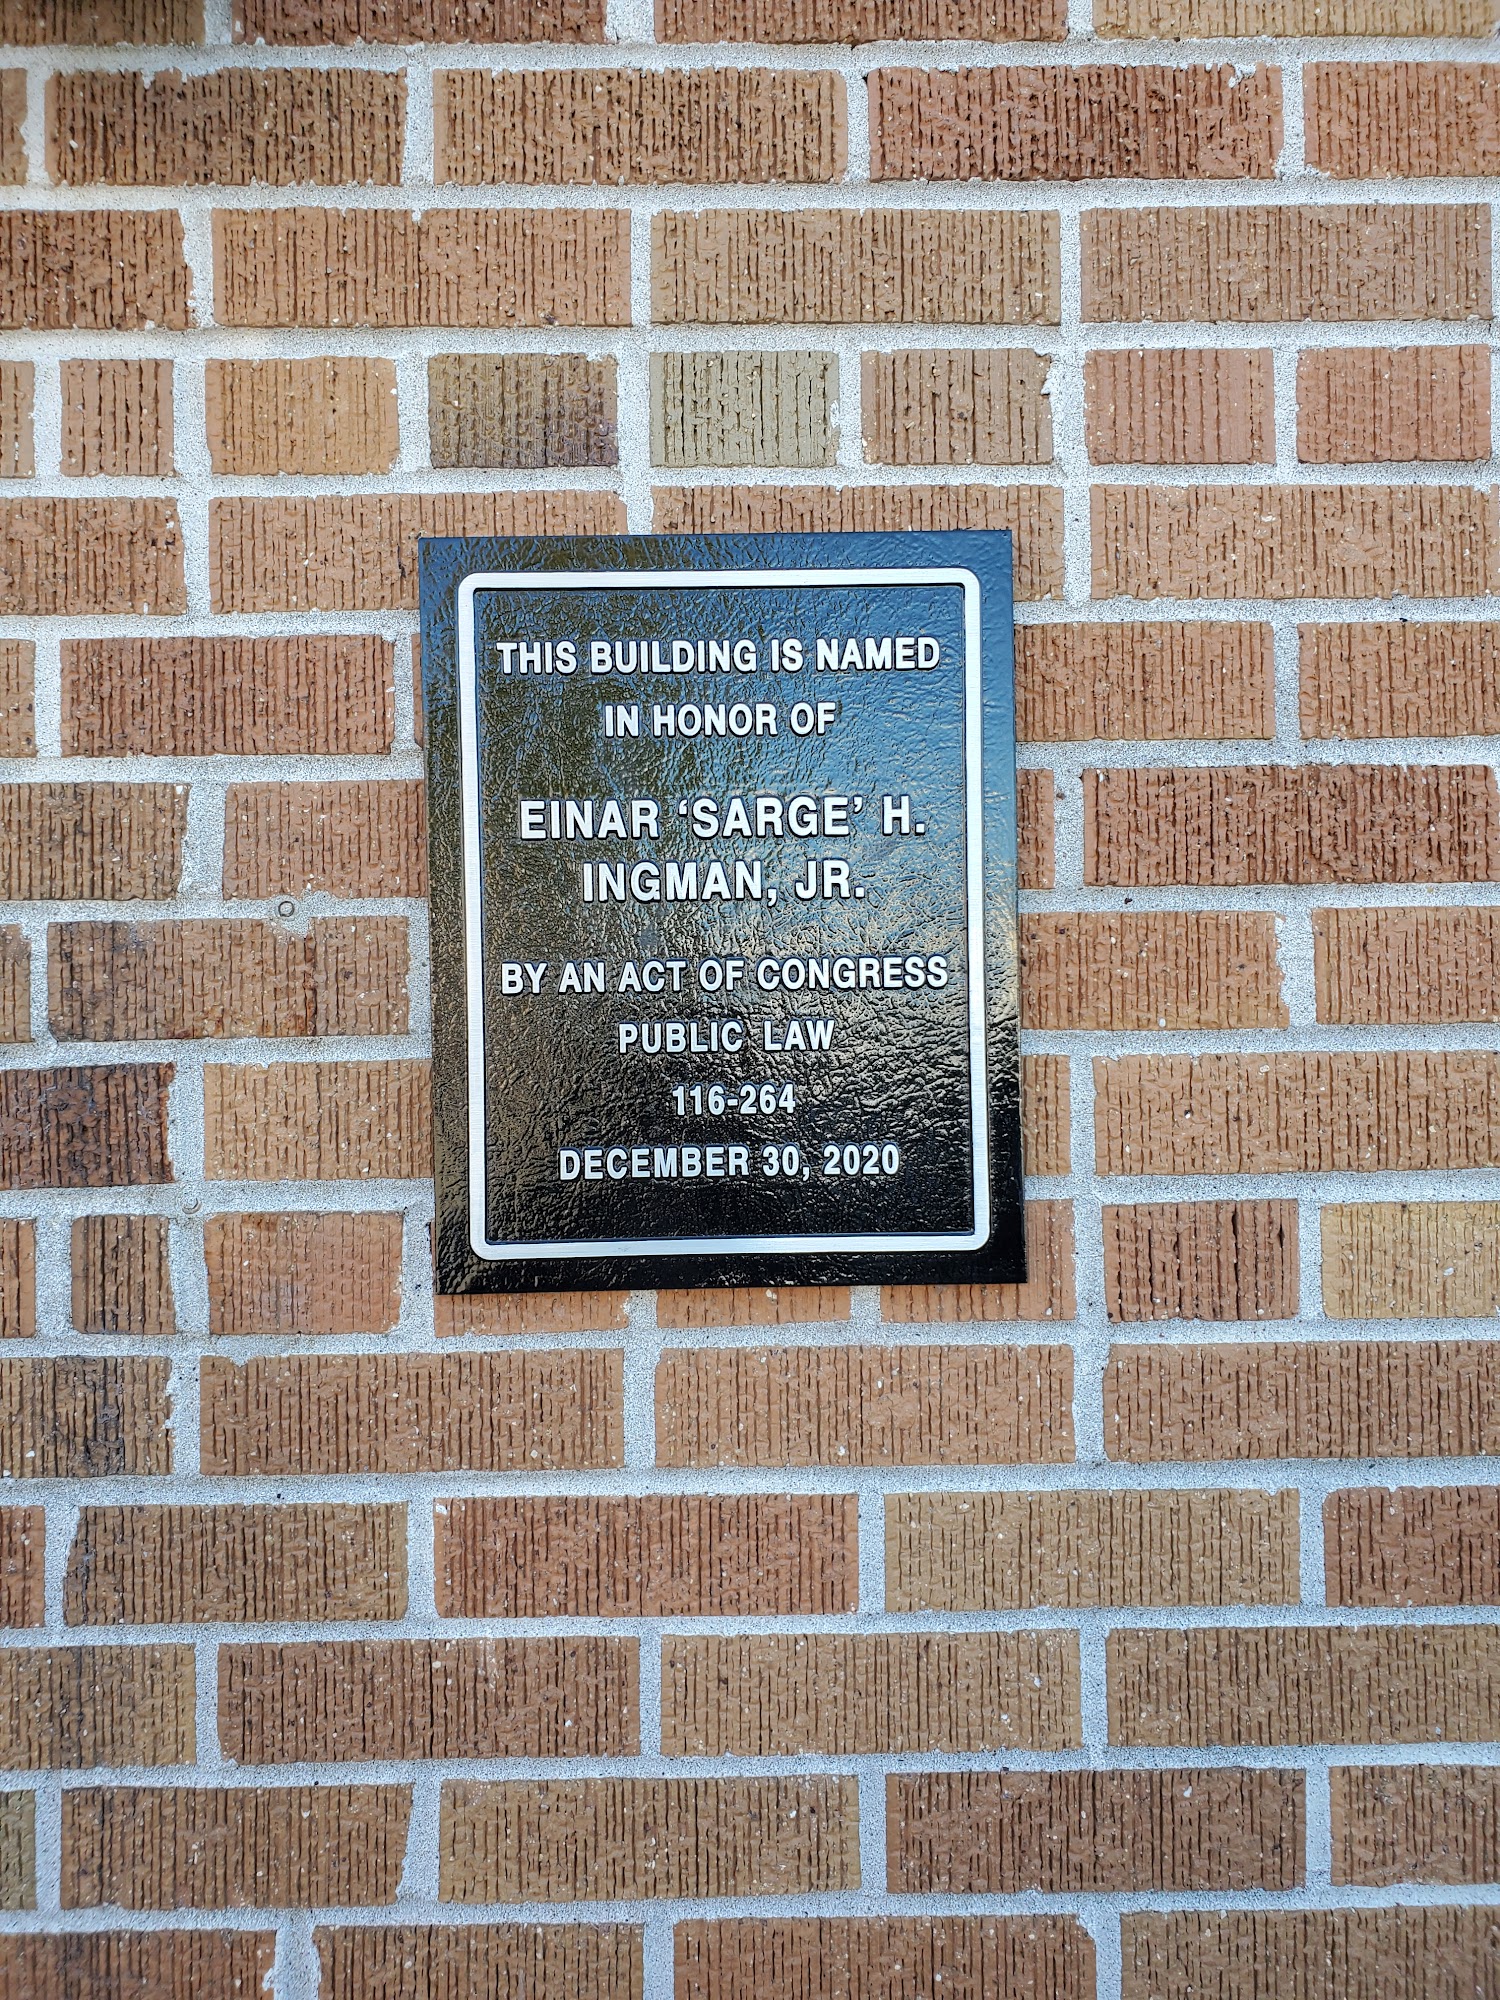 THIS BUILDING IS NAMED
IN HONOR OF
EINAR ‘SARGE’ H.
INGMAN, JR.
BY AN ACT OF CONGRESS
PUBLIC LAW
116-264
DECEMBER 30, 2020